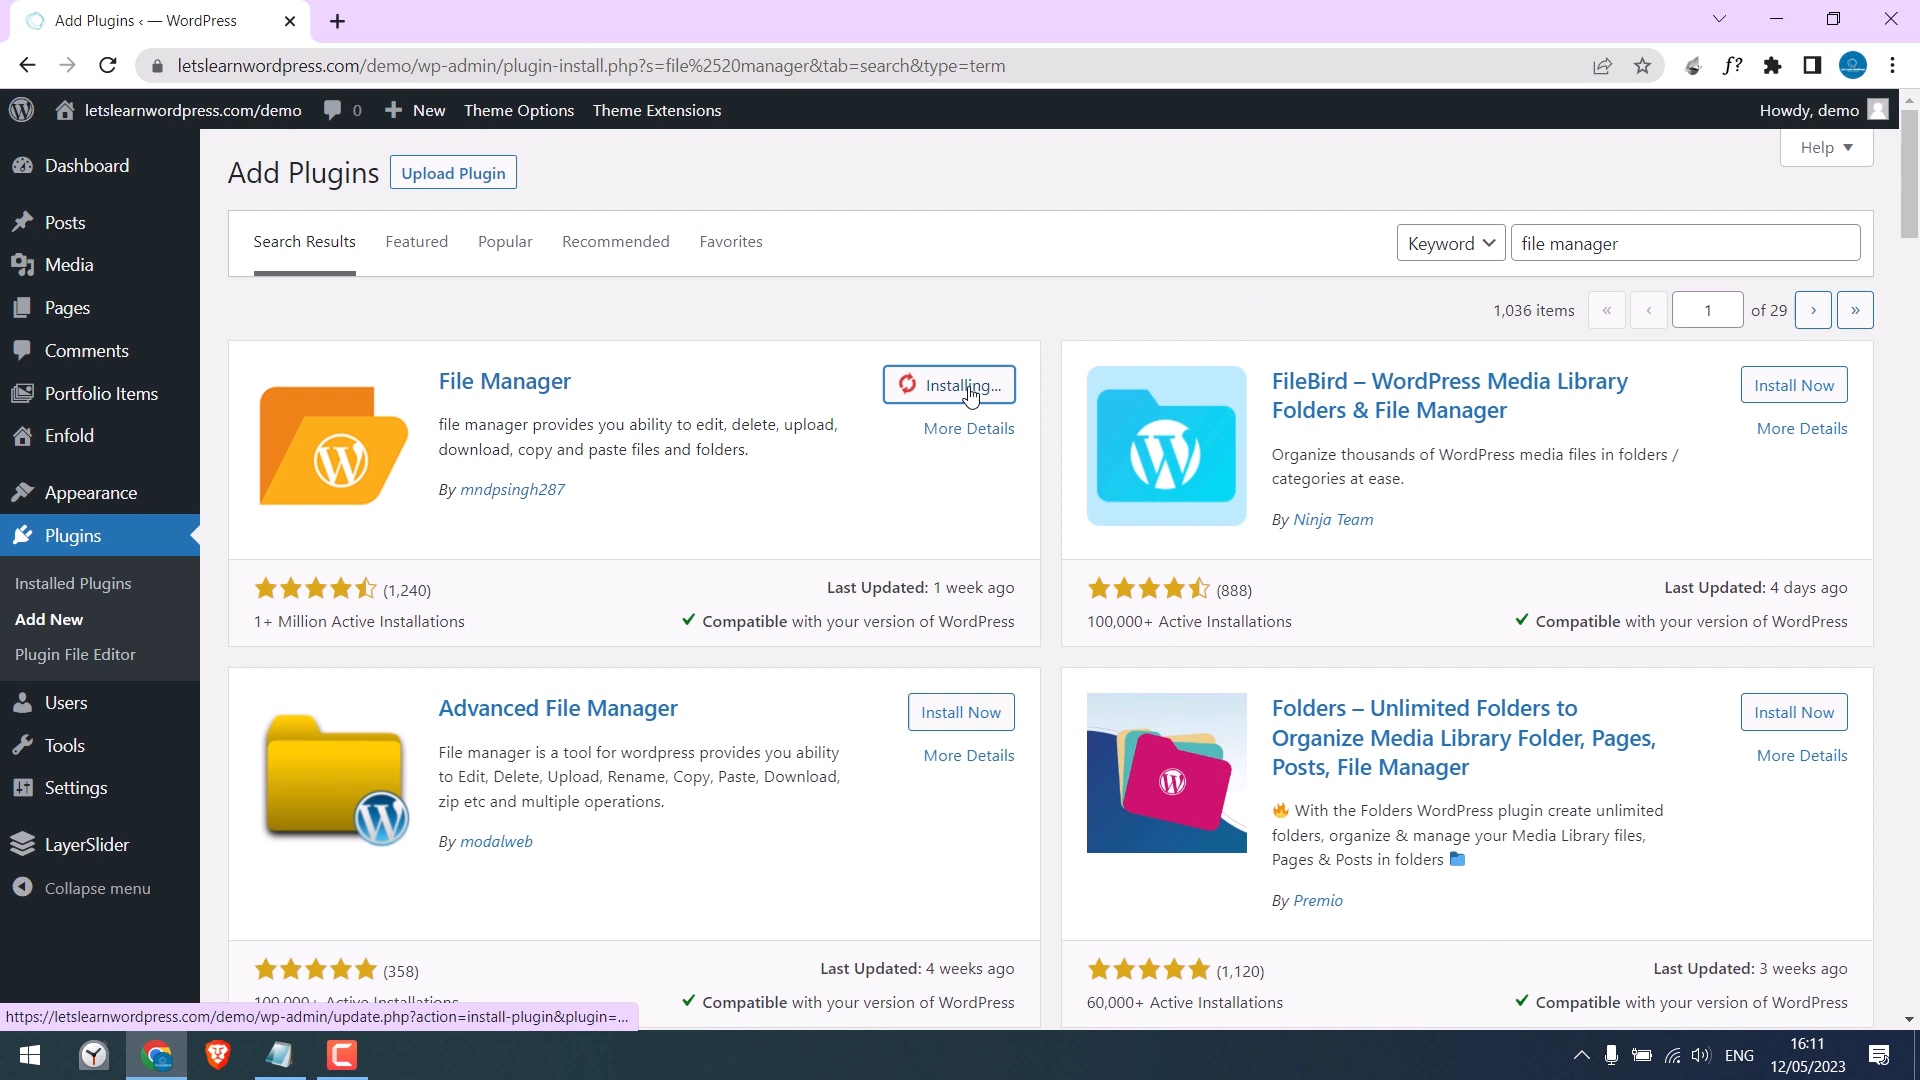 Add Plugins ‹ — WordPress
letslearnwordpress.com/demo/wp-admin/plugin-install.php?s=file%2520manager&tab=search&type=term
f?
letslearnwordpress.com/demo 0 New Theme Options Theme Extensions Howdy, demo
Dashboard
Posts
Media
Pages
Comments
Portfolio Items
Enfold
Appearance
Plugins
Installed Plugins
Add New
Plugin File Editor
Users
Tools
Settings
LayerSlider
Collapse menu
Help
Add Plugins Upload Plugin
Search Results Featured Popular Recommended Favorites Keyword file manager
1,036 items « ‹ 1 of 29 › »
File Manager
Installing...
More Details
file manager provides you ability to edit, delete, upload,
download, copy and paste files and folders.
By mndpsingh287
(1,240) Last Updated: 1 week ago
1+ Million Active Installations Compatible with your version of WordPress
FileBird – WordPress Media Library
Folders & File Manager
Install Now
More Details
Organize thousands of WordPress media files in folders /
categories at ease.
By Ninja Team
(888) Last Updated: 4 days ago
100,000+ Active Installations Compatible with your version of WordPress
Advanced File Manager
Install Now
More Details
File manager is a tool for wordpress provides you ability
to Edit, Delete, Upload, Rename, Copy, Paste, Download,
zip etc and multiple operations.
By modalweb
(358) Last Updated: 4 weeks ago
100,000+ Active Installations Compatible with your version of WordPress
Folders – Unlimited Folders to
Organize Media Library Folder, Pages,
Posts, File Manager
Install Now
More Details
With the Folders WordPress plugin create unlimited
folders, organize & manage your Media Library files,
Pages & Posts in folders
By Premio
(1,120) Last Updated: 3 weeks ago
60,000+ Active Installations Compatible with your version of WordPress
https://letslearnwordpress.com/demo/wp-admin/update.php?action=install-plugin&plugin=...
ENG
16:11
12/05/2023